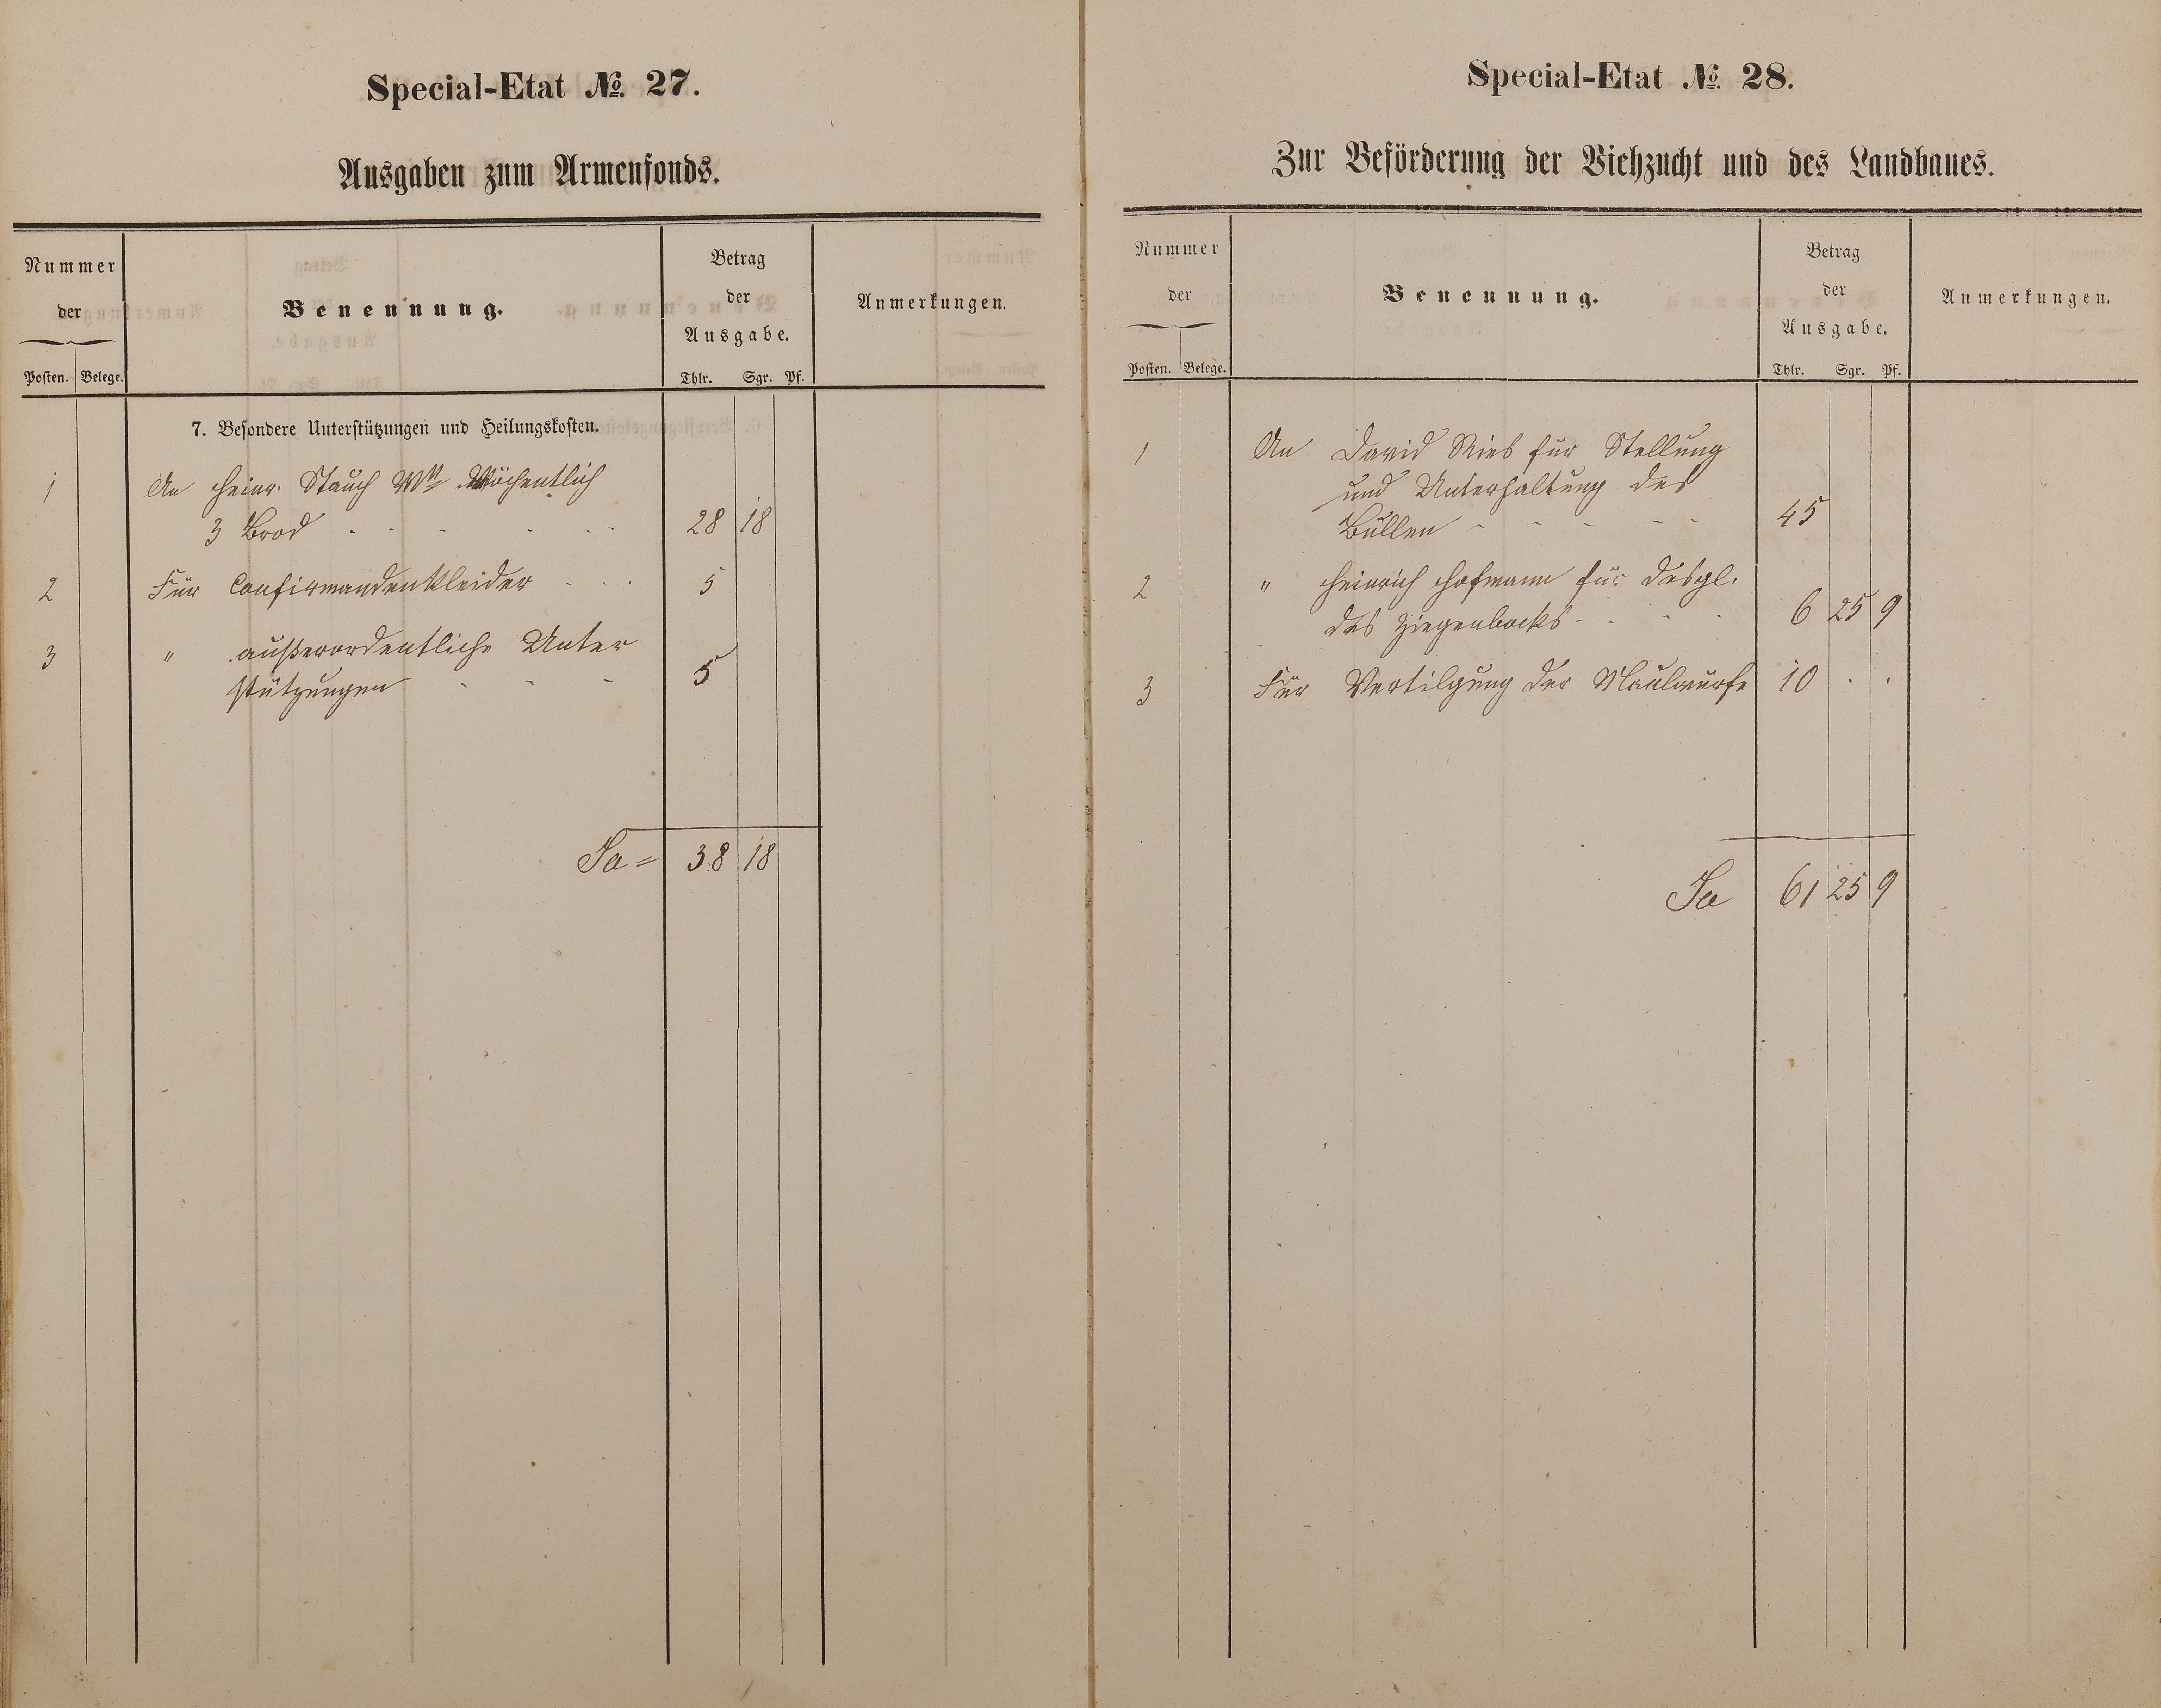 Special-Etat № 27.
Ausgaben zum Armenfonds.
Nummer
der
Posten. Belege.
Benennung.
Betrag
der
Ausgabe.
Thlr. Sgr. Pf.
Anmerkungen.
7. Besondere Unterstützungen und Heilungskosten.
1 An Heinr. Stauch Ww Wöchentlich
3 Brod 28 18
2 Für Confirmandenkleider 5
3 " außerordentliche Unter
stützungen 5
Sa = 38 18
Special-Etat № 28.
Zur Beförderung der Viehzucht und des Landbaues.
Nummer
der
Posten. Belege.
Benennung.
Betrag
der
Ausgabe.
Thlr. Sgr. Pf.
Anmerkungen.
1 An David Ries für Stellung
und Unterhaltung des
Bullen 45
2 " Heinrich Hofmann für desgl.
des Ziegenbocks 6 25 9
3 Für Vertilgung der Maulwürfe 10 . .
Sa 61 25 9